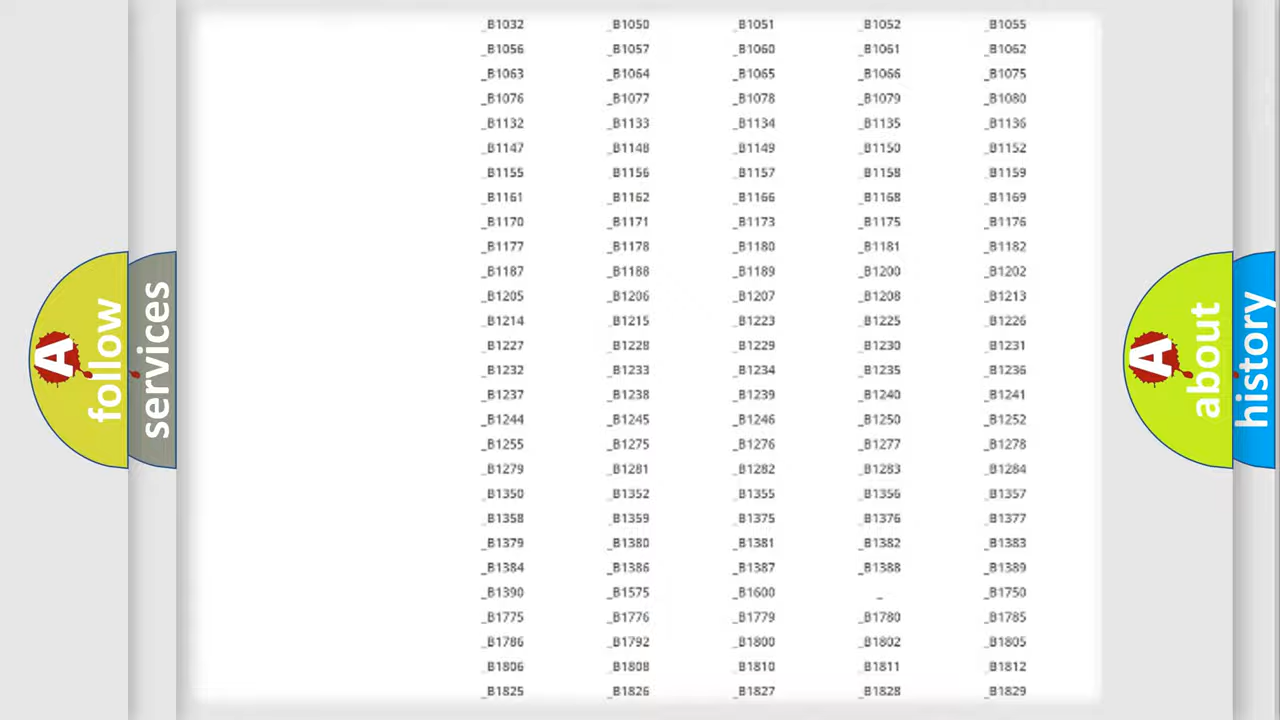 _B1032 _B1050 _B1051 _B1052 _B1055
_B1056 _B1057 _B1060 _B1061 _B1062
_B1063 _B1064 _B1065 _B1066 _B1075
_B1076 _B1077 _B1078 _B1079 _B1080
_B1132 _B1133 _B1134 _B1135 _B1136
_B1147 _B1148 _B1149 _B1150 _B1152
_B1155 _B1156 _B1157 _B1158 _B1159
_B1161 _B1162 _B1166 _B1168 _B1169
_B1170 _B1171 _B1173 _B1175 _B1176
_B1177 _B1178 _B1180 _B1181 _B1182
_B1187 _B1188 _B1189 _B1200 _B1202
_B1205 _B1206 _B1207 _B1208 _B1213
_B1214 _B1215 _B1223 _B1225 _B1226
_B1227 _B1228 _B1229 _B1230 _B1231
_B1232 _B1233 _B1234 _B1235 _B1236
_B1237 _B1238 _B1239 _B1240 _B1241
_B1244 _B1245 _B1246 _B1250 _B1252
_B1255 _B1275 _B1276 _B1277 _B1278
_B1279 _B1281 _B1282 _B1283 _B1284
_B1350 _B1352 _B1355 _B1356 _B1357
_B1358 _B1359 _B1375 _B1376 _B1377
_B1379 _B1380 _B1381 _B1382 _B1383
_B1384 _B1386 _B1387 _B1388 _B1389
_B1390 _B1575 _B1600 _ _B1750
_B1775 _B1776 _B1779 _B1780 _B1785
_B1786 _B1792 _B1800 _B1802 _B1805
_B1806 _B1808 _B1810 _B1811 _B1812
_B1825 _B1826 _B1827 _B1828 _B1829
A
follow
services
A
about
history